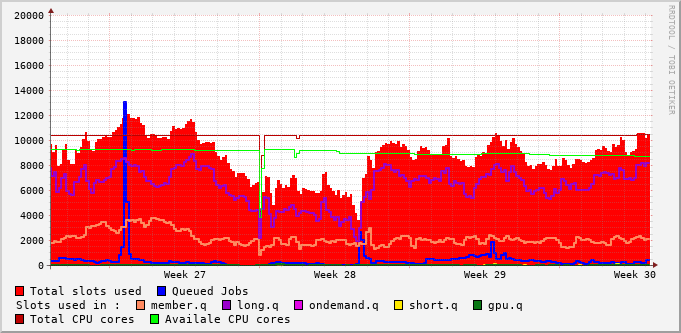 RRDTOOL / TOBI OETIKER
20000
18000
16000
14000
12000
10000
8000
6000
4000
2000
0
Week 27 Week 28 Week 29 Week 30
Total slots used Queued Jobs
Slots used in : member.q long.q ondemand.q short.q gpu.q
Total CPU cores Availale CPU cores